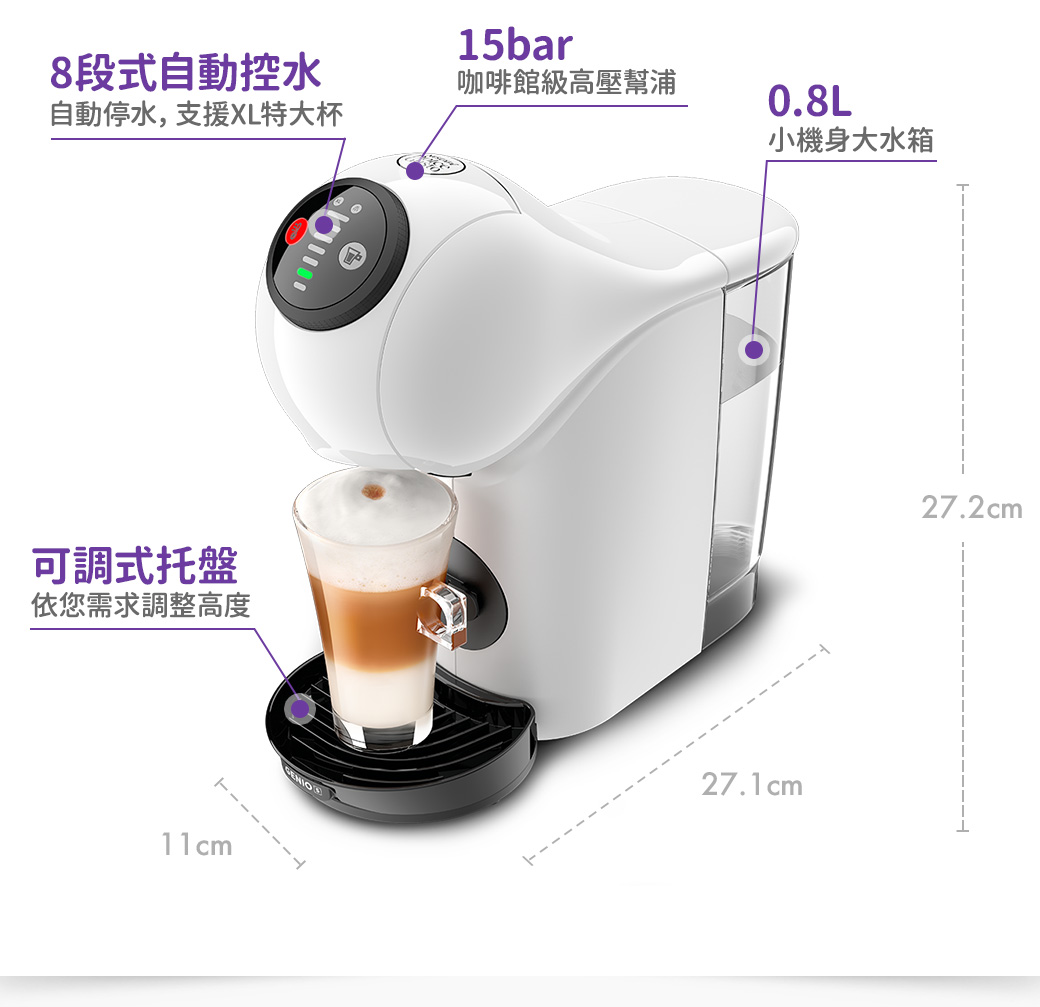 15bar
咖啡館級高壓幫浦
8段式自動控水
自動停水, 支援XL特大杯
0.8L
小機身大水箱
27.2cm
可調式托盤
依您需求調整高度
GENIO S
27.1cm
11cm